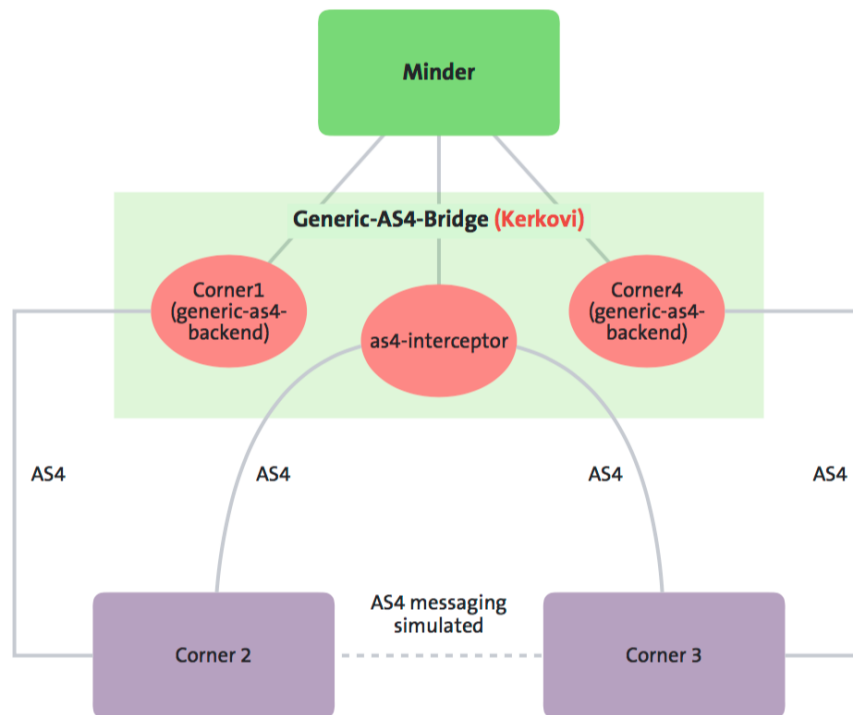 Minder
Generic-AS4-Bridge (Kerkovi)
Corner1
(generic-as4-
backend)
as4-interceptor
Corner4
(generic-as4-
backend)
AS4
AS4
AS4
AS4
AS4 messaging
simulated
Corner 2
Corner 3